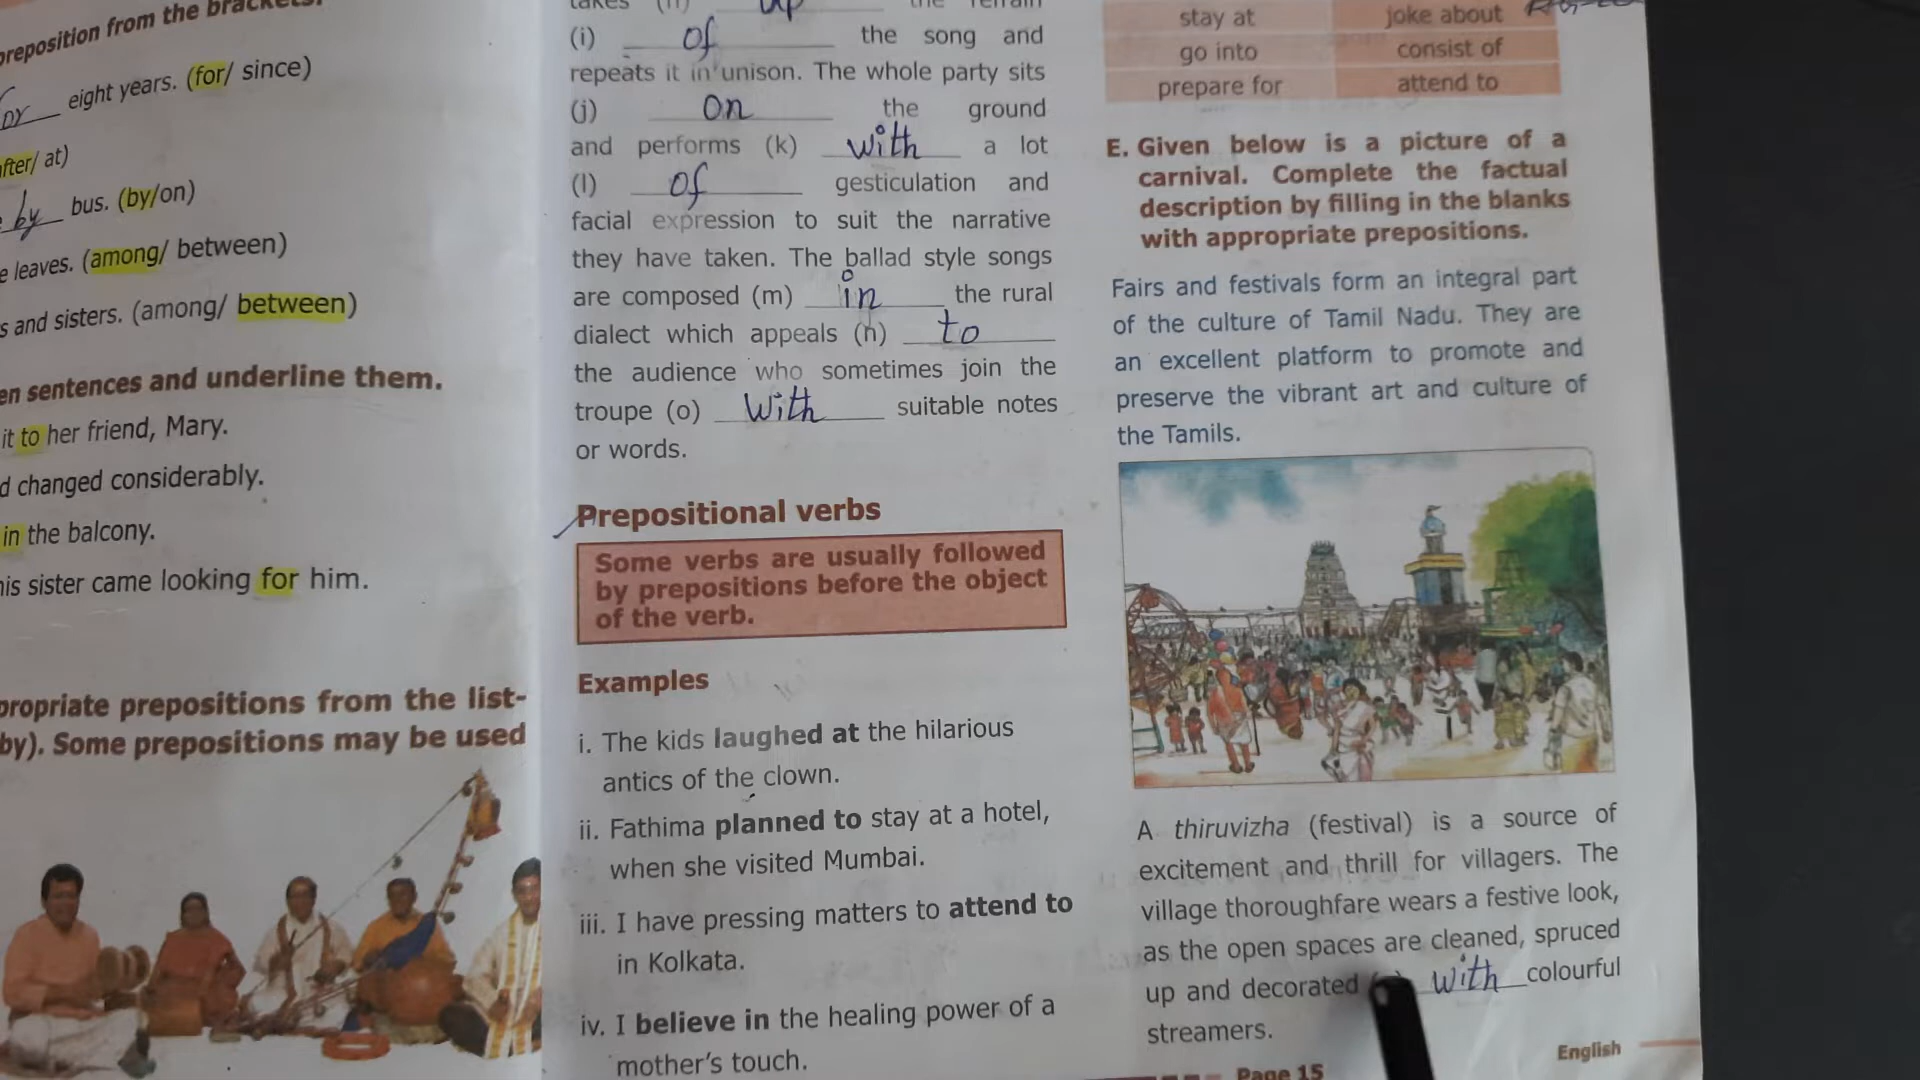 preposition from the brackets.
for eight years. (for/ since)
after/ at)
by bus. (by/on)
e leaves. (among/ between)
s and sisters. (among/ between)
en sentences and underline them.
it to her friend, Mary.
d changed considerably.
in the balcony.
his sister came looking for him.
propriate prepositions from the list-
by). Some prepositions may be used
takes (h) up the refrain
(i) of the song and
repeats it in unison. The whole party sits
(j) on the ground
and performs (k) with a lot
(l) of gesticulation and
facial expression to suit the narrative
they have taken. The ballad style songs
are composed (m) in the rural
dialect which appeals (n) to
the audience who sometimes join the
troupe (o) With suitable notes
or words.
Prepositional verbs
Some verbs are usually followed
by prepositions before the object
of the verb.
Examples
i. The kids laughed at the hilarious
antics of the clown.
ii. Fathima planned to stay at a hotel,
when she visited Mumbai.
iii. I have pressing matters to attend to
in Kolkata.
iv. I believe in the healing power of a
mother's touch.
stay at joke about
go into consist of
prepare for attend to
E. Given below is a picture of a
carnival. Complete the factual
description by filling in the blanks
with appropriate prepositions.
Fairs and festivals form an integral part
of the culture of Tamil Nadu. They are
an excellent platform to promote and
preserve the vibrant art and culture of
the Tamils.
A thiruvizha (festival) is a source of
excitement and thrill for villagers. The
village thoroughfare wears a festive look,
as the open spaces are cleaned, spruced
up and decorated with colourful
streamers.
English
Page 15